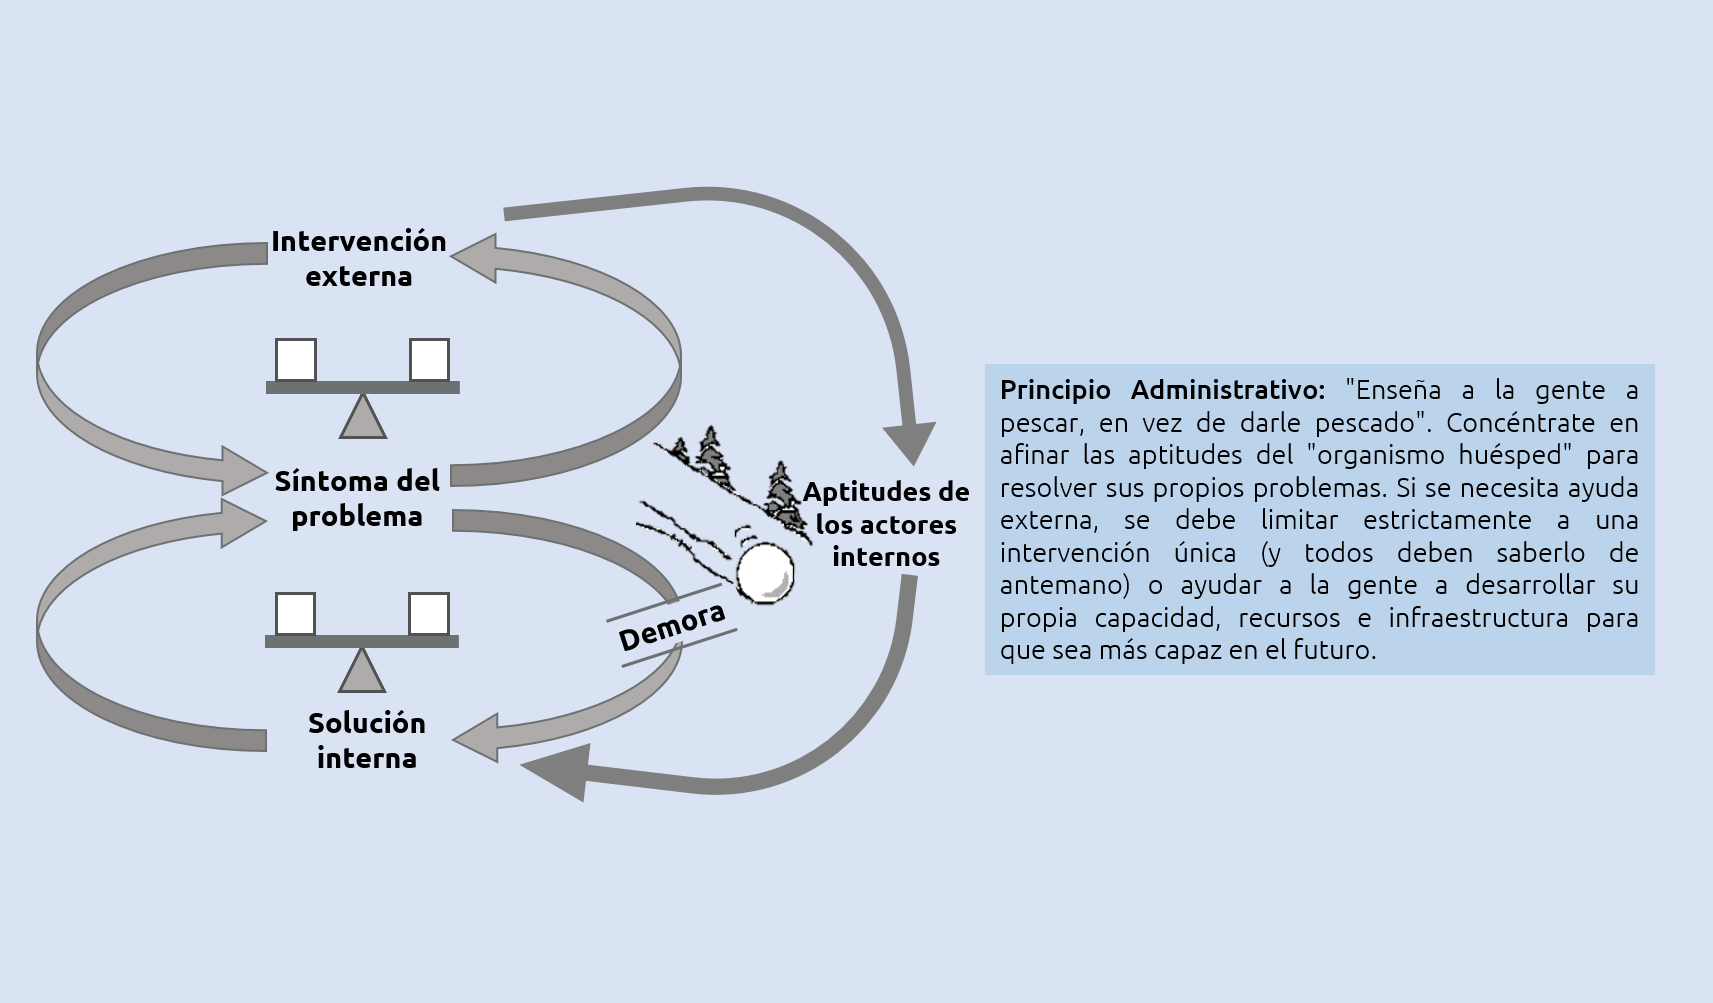 Intervención
externa
Síntoma del
problema
Demora
Solución
interna
Aptitudes de
los actores
internos
Principio Administrativo: "Enseña a la gente a
pescar, en vez de darle pescado". Concéntrate en
afinar las aptitudes del "organismo huésped" para
resolver sus propios problemas. Si se necesita ayuda
externa, se debe limitar estrictamente a una
intervención única (y todos deben saberlo de
antemano) o ayudar a la gente a desarrollar su
propia capacidad, recursos e infraestructura para
que sea más capaz en el futuro.